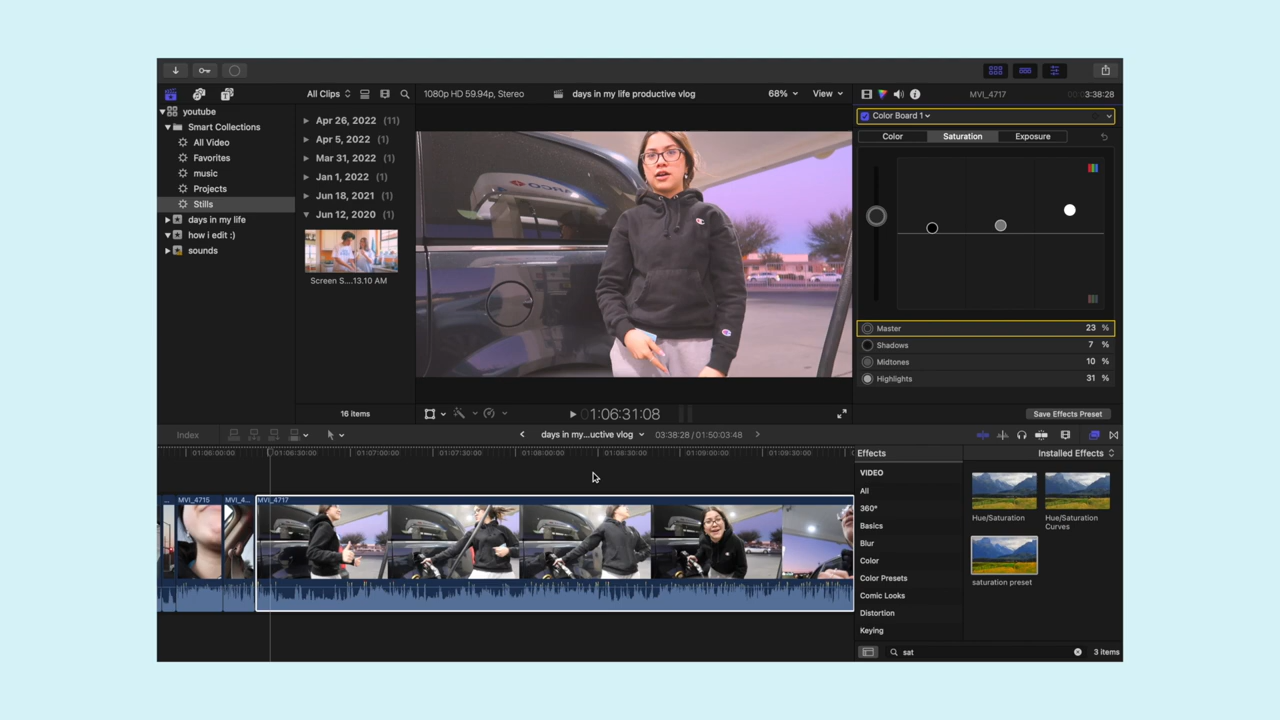 All Clips
1080p HD 59.94p, Stereo
days in my life productive vlog
68%
View
MVI_4717
3:38:28
youtube
Smart Collections
All Video
Favorites
music
Projects
Stills
days in my life
how i edit :)
sounds
Apr 26, 2022 (11)
Apr 5, 2022 (1)
Mar 31, 2022 (1)
Jan 1, 2022 (1)
Jun 18, 2021 (1)
Jun 12, 2020 (1)
Screen S....13.10 AM
16 items
ARCO
1:06:31:08
Color Board 1
Color
Saturation
Exposure
Master 23 %
Shadows 7 %
Midtones 10 %
Highlights 31 %
Save Effects Preset
Index
days in my...uctive vlog
03:38:28 / 01:50:03:48
01:06:00:00
01:06:30:00
01:07:00:00
01:07:30:00
01:08:00:00
01:08:30:00
01:09:00:00
01:09:30:00
MVI_4715
MVI_4...
MVI_4717
Effects
Installed Effects
VIDEO
All
360°
Basics
Blur
Color
Color Presets
Comic Looks
Distortion
Keying
Hue/Saturation
Hue/Saturation
Curves
saturation preset
sat
3 items